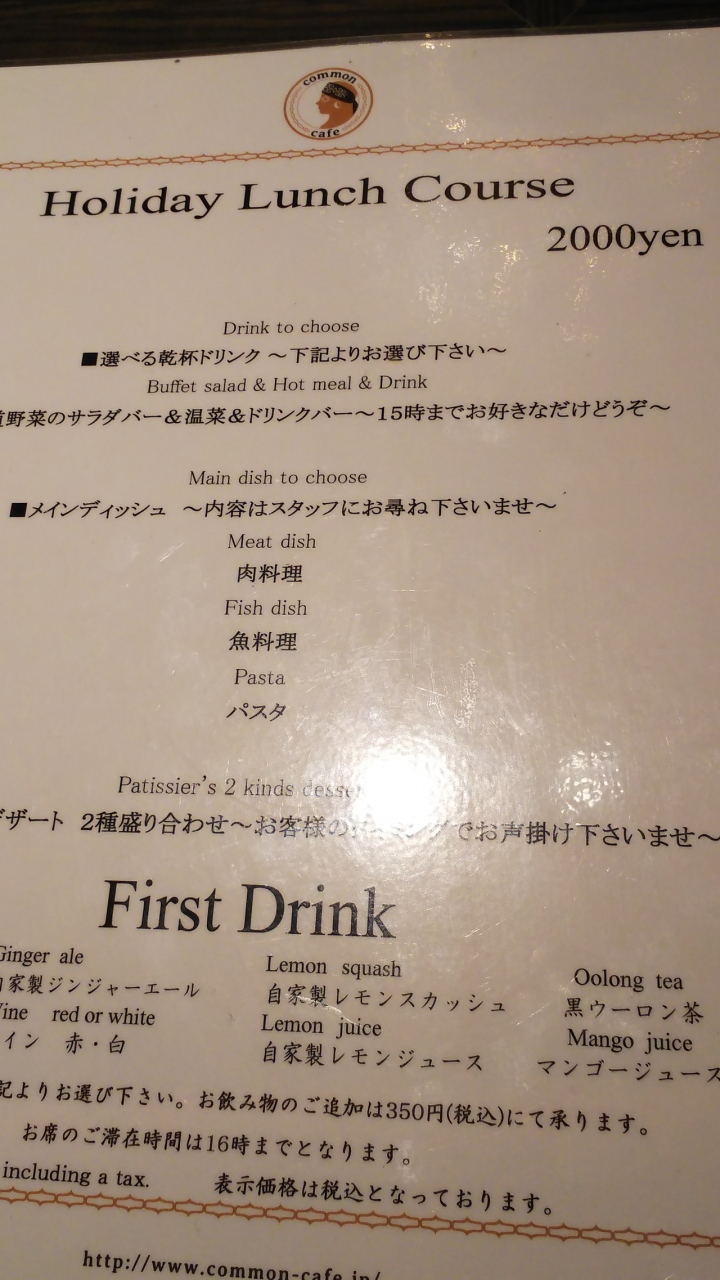 common
cafe
Holiday Lunch Course
2000yen
Drink to choose
■選べる乾杯ドリンク ～下記よりお選び下さい～
Buffet salad & Hot meal & Drink
野菜のサラダバー＆温菜＆ドリンクバー～15時までお好きなだけどうぞ～
Main dish to choose
■メインディッシュ ～内容はスタッフにお尋ね下さいませ～
Meat dish
肉料理
Fish dish
魚料理
Pasta
パスタ
Patissier's 2 kinds
デザート 2種盛り合わせ～お客様の でお声掛け下さいませ～
First Drink
Ginger ale Lemon squash Oolong tea
自家製ジンジャーエール 自家製レモンスカッシュ 黒ウーロン茶
Wine red or white Lemon juice Mango juice
イン 赤・白 自家製レモンジュース マンゴージュース
記よりお選び下さい。お飲み物のご追加は350円(税込)にて承ります。
お席のご滞在時間は16時までとなります。
including a tax. 表示価格は税込となっております。
http://www.common-cafe.jp/